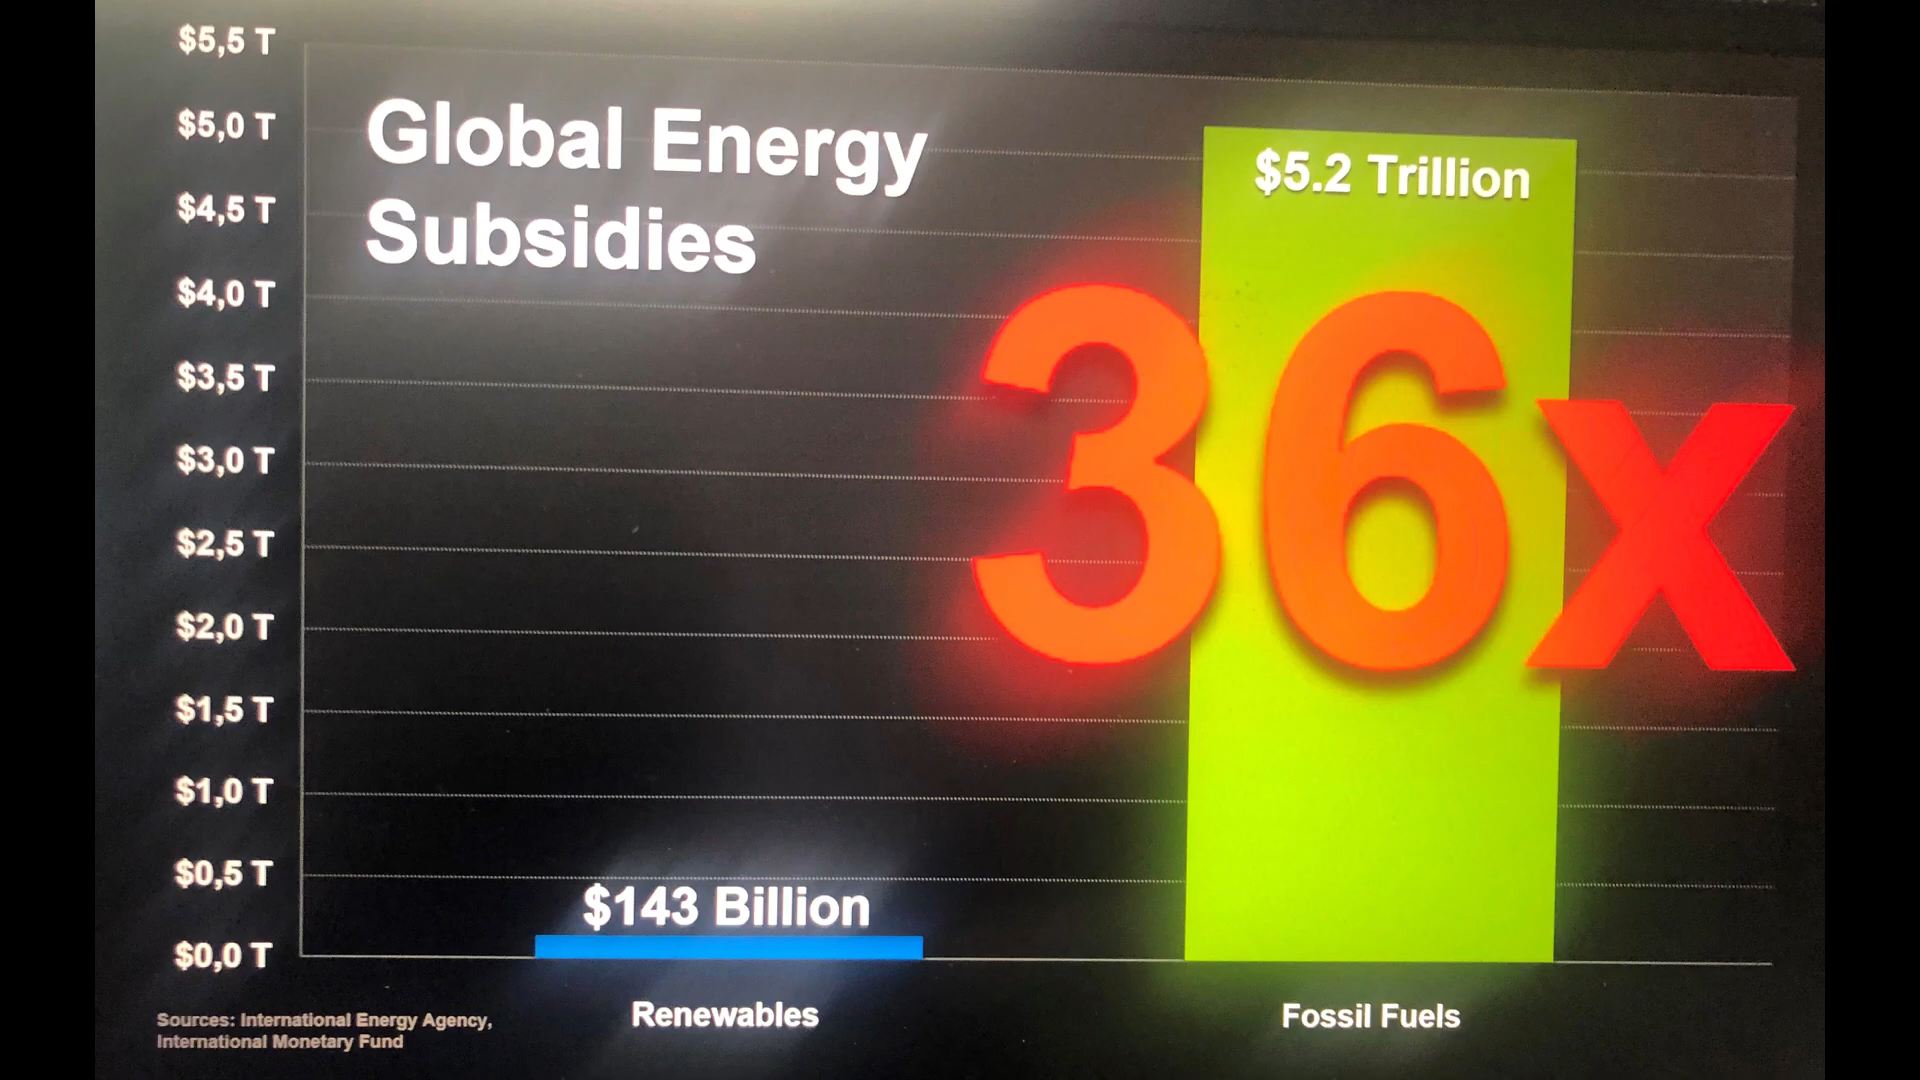 $5,5 T
$5,0 T
$4,5 T
$4,0 T
$3,5 T
$3,0 T
$2,5 T
$2,0 T
$1,5 T
$1,0 T
$0,5 T
$0,0 T
Global Energy
Subsidies
$5.2 Trillion
36x
$143 Billion
Renewables
Fossil Fuels
Sources: International Energy Agency,
International Monetary Fund